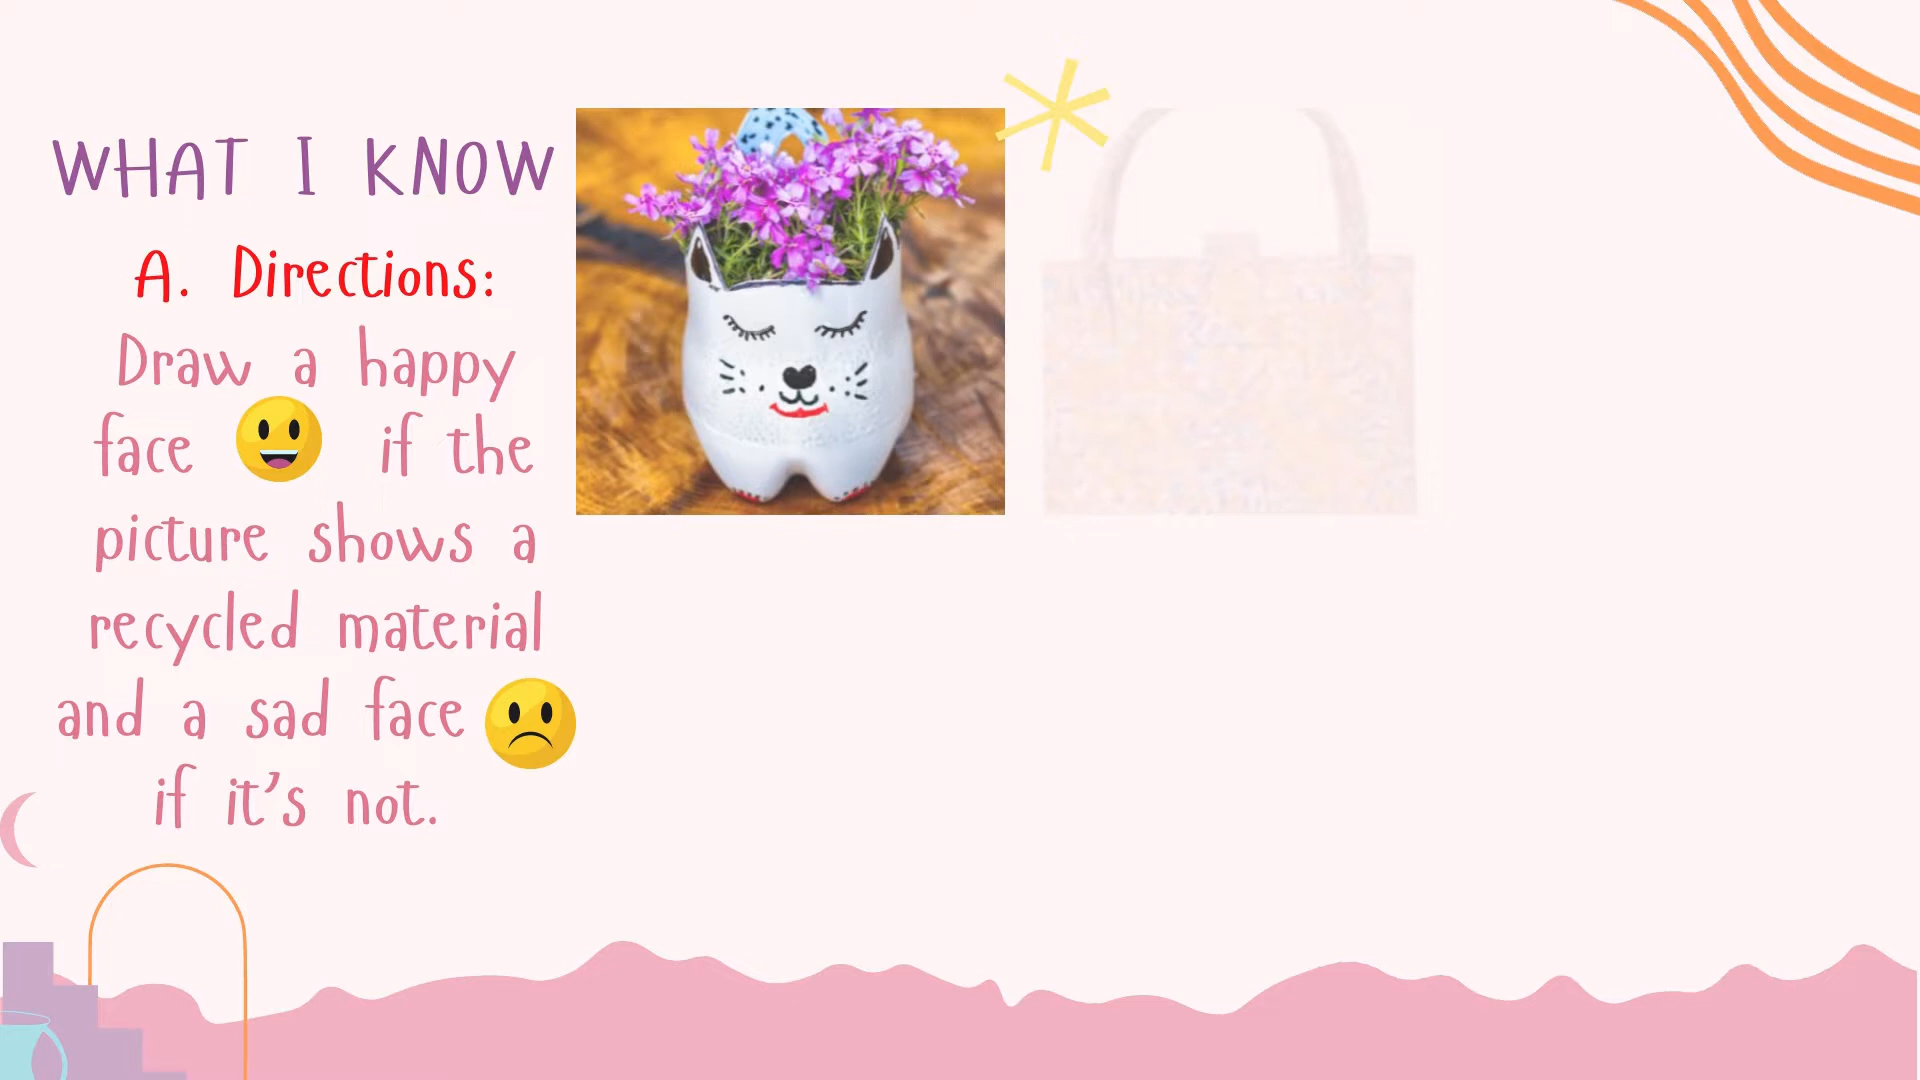 WHAT I KNOW
A. Directions:
Draw a happy
face if the
picture shows a
recycled material
and a sad face
if it's not.